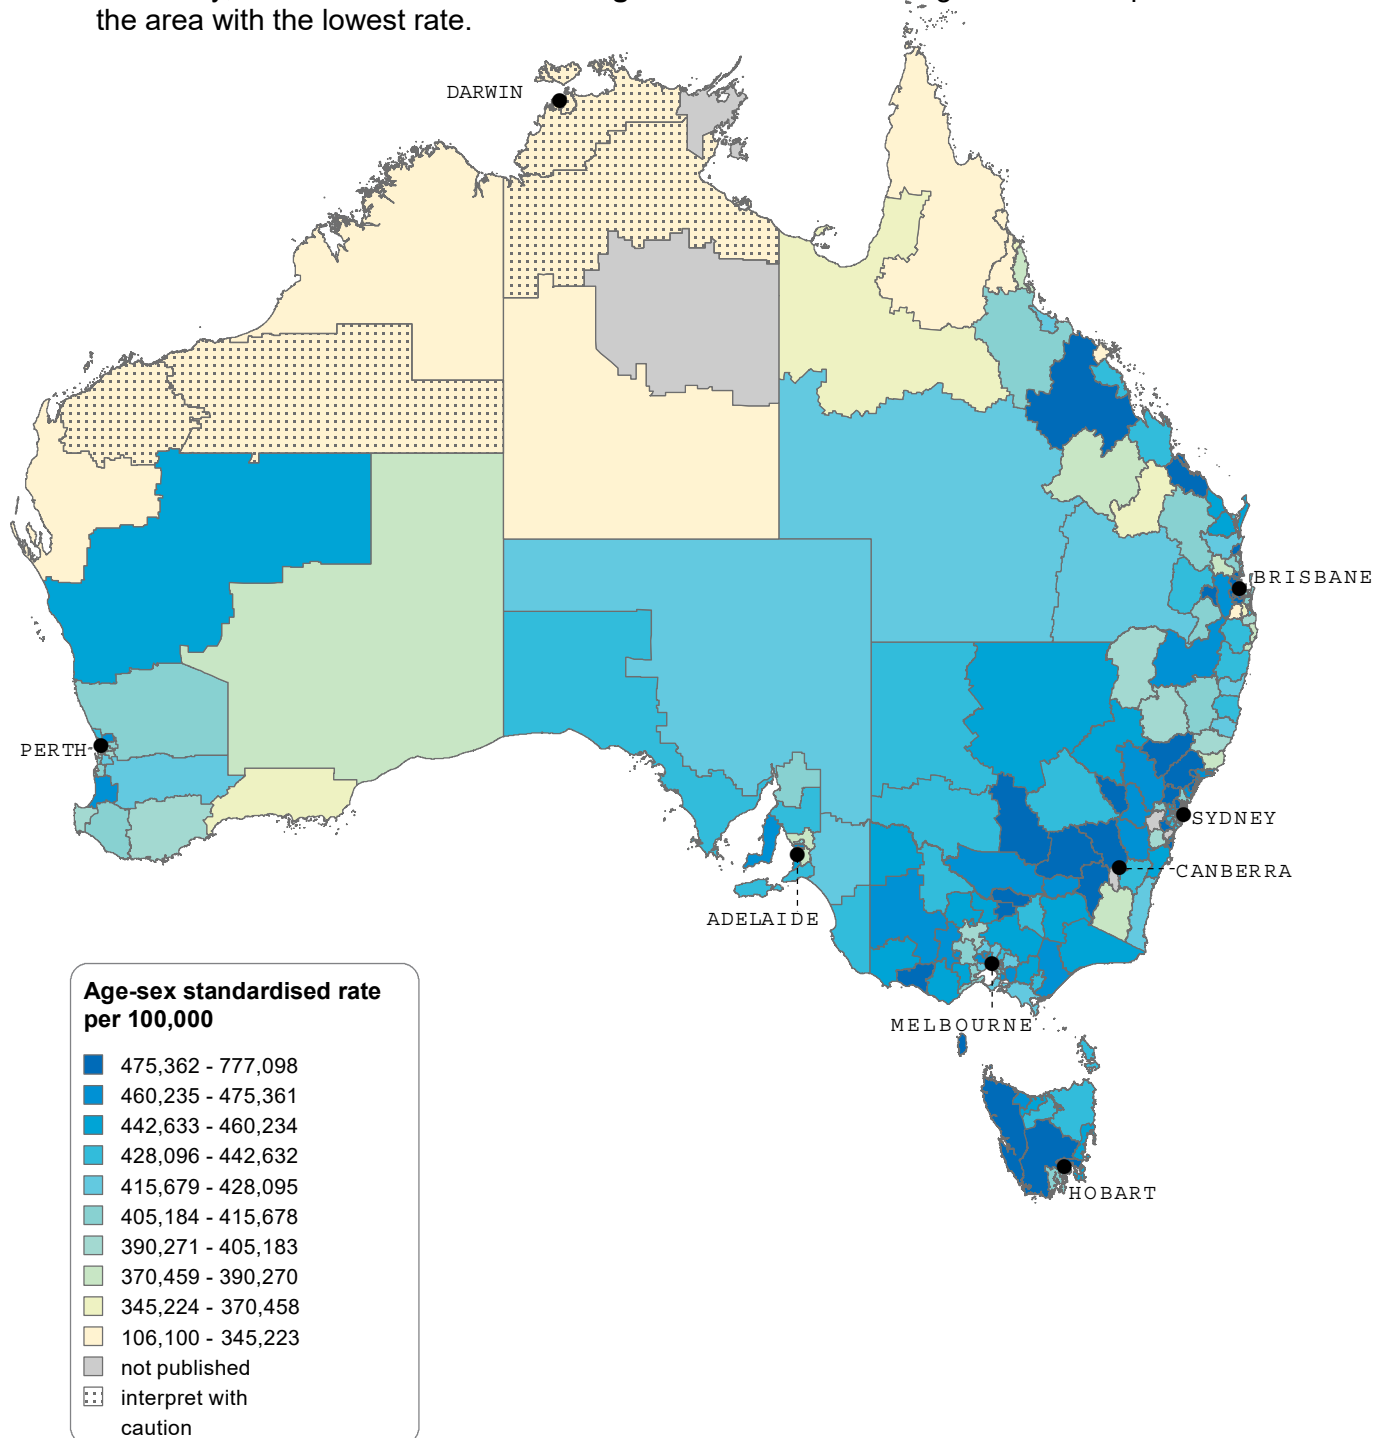 the area with the lowest rate.
DARWIN
BRISBANE
PERTH
SYDNEY
CANBERRA
ADELAIDE
MELBOURNE
HOBART
Age-sex standardised rate
per 100,000
475,362 - 777,098
460,235 - 475,361
442,633 - 460,234
428,096 - 442,632
415,679 - 428,095
405,184 - 415,678
390,271 - 405,183
370,459 - 390,270
345,224 - 370,458
106,100 - 345,223
not published
interpret with
caution